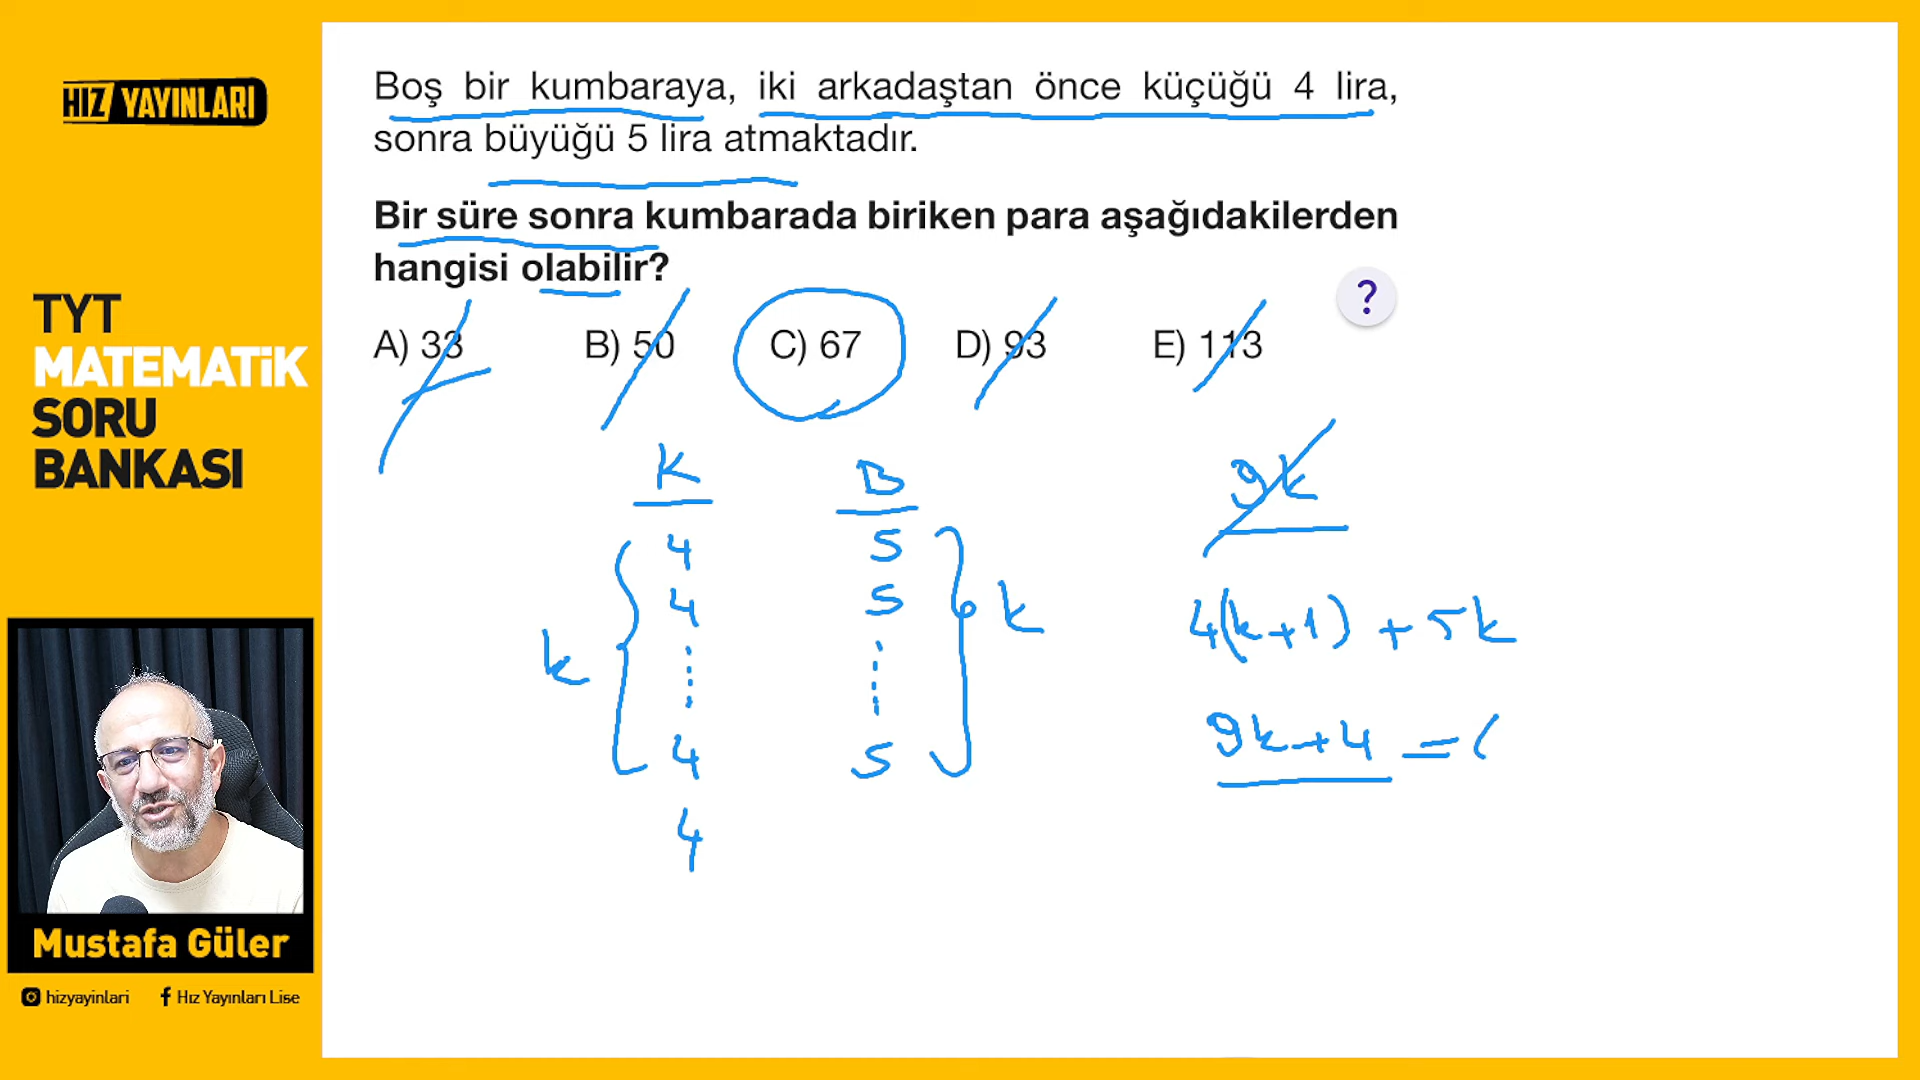 HIZ YAYINLARI
TYT
MATEMATİK
SORU
BANKASI
Mustafa Güler
hizyayinlari
Hız Yayınları Lise
Boş bir kumbaraya, iki arkadaştan önce küçüğü 4 lira,
sonra büyüğü 5 lira atmaktadır.
Bir süre sonra kumbarada biriken para aşağıdakilerden
hangisi olabilir?
?
A) 33 B) 50 C) 67 D) 93 E) 113
K B 9k
4 5
4 5 k 4(k+1) + 5k
k
4 5 9k+4 = (
4